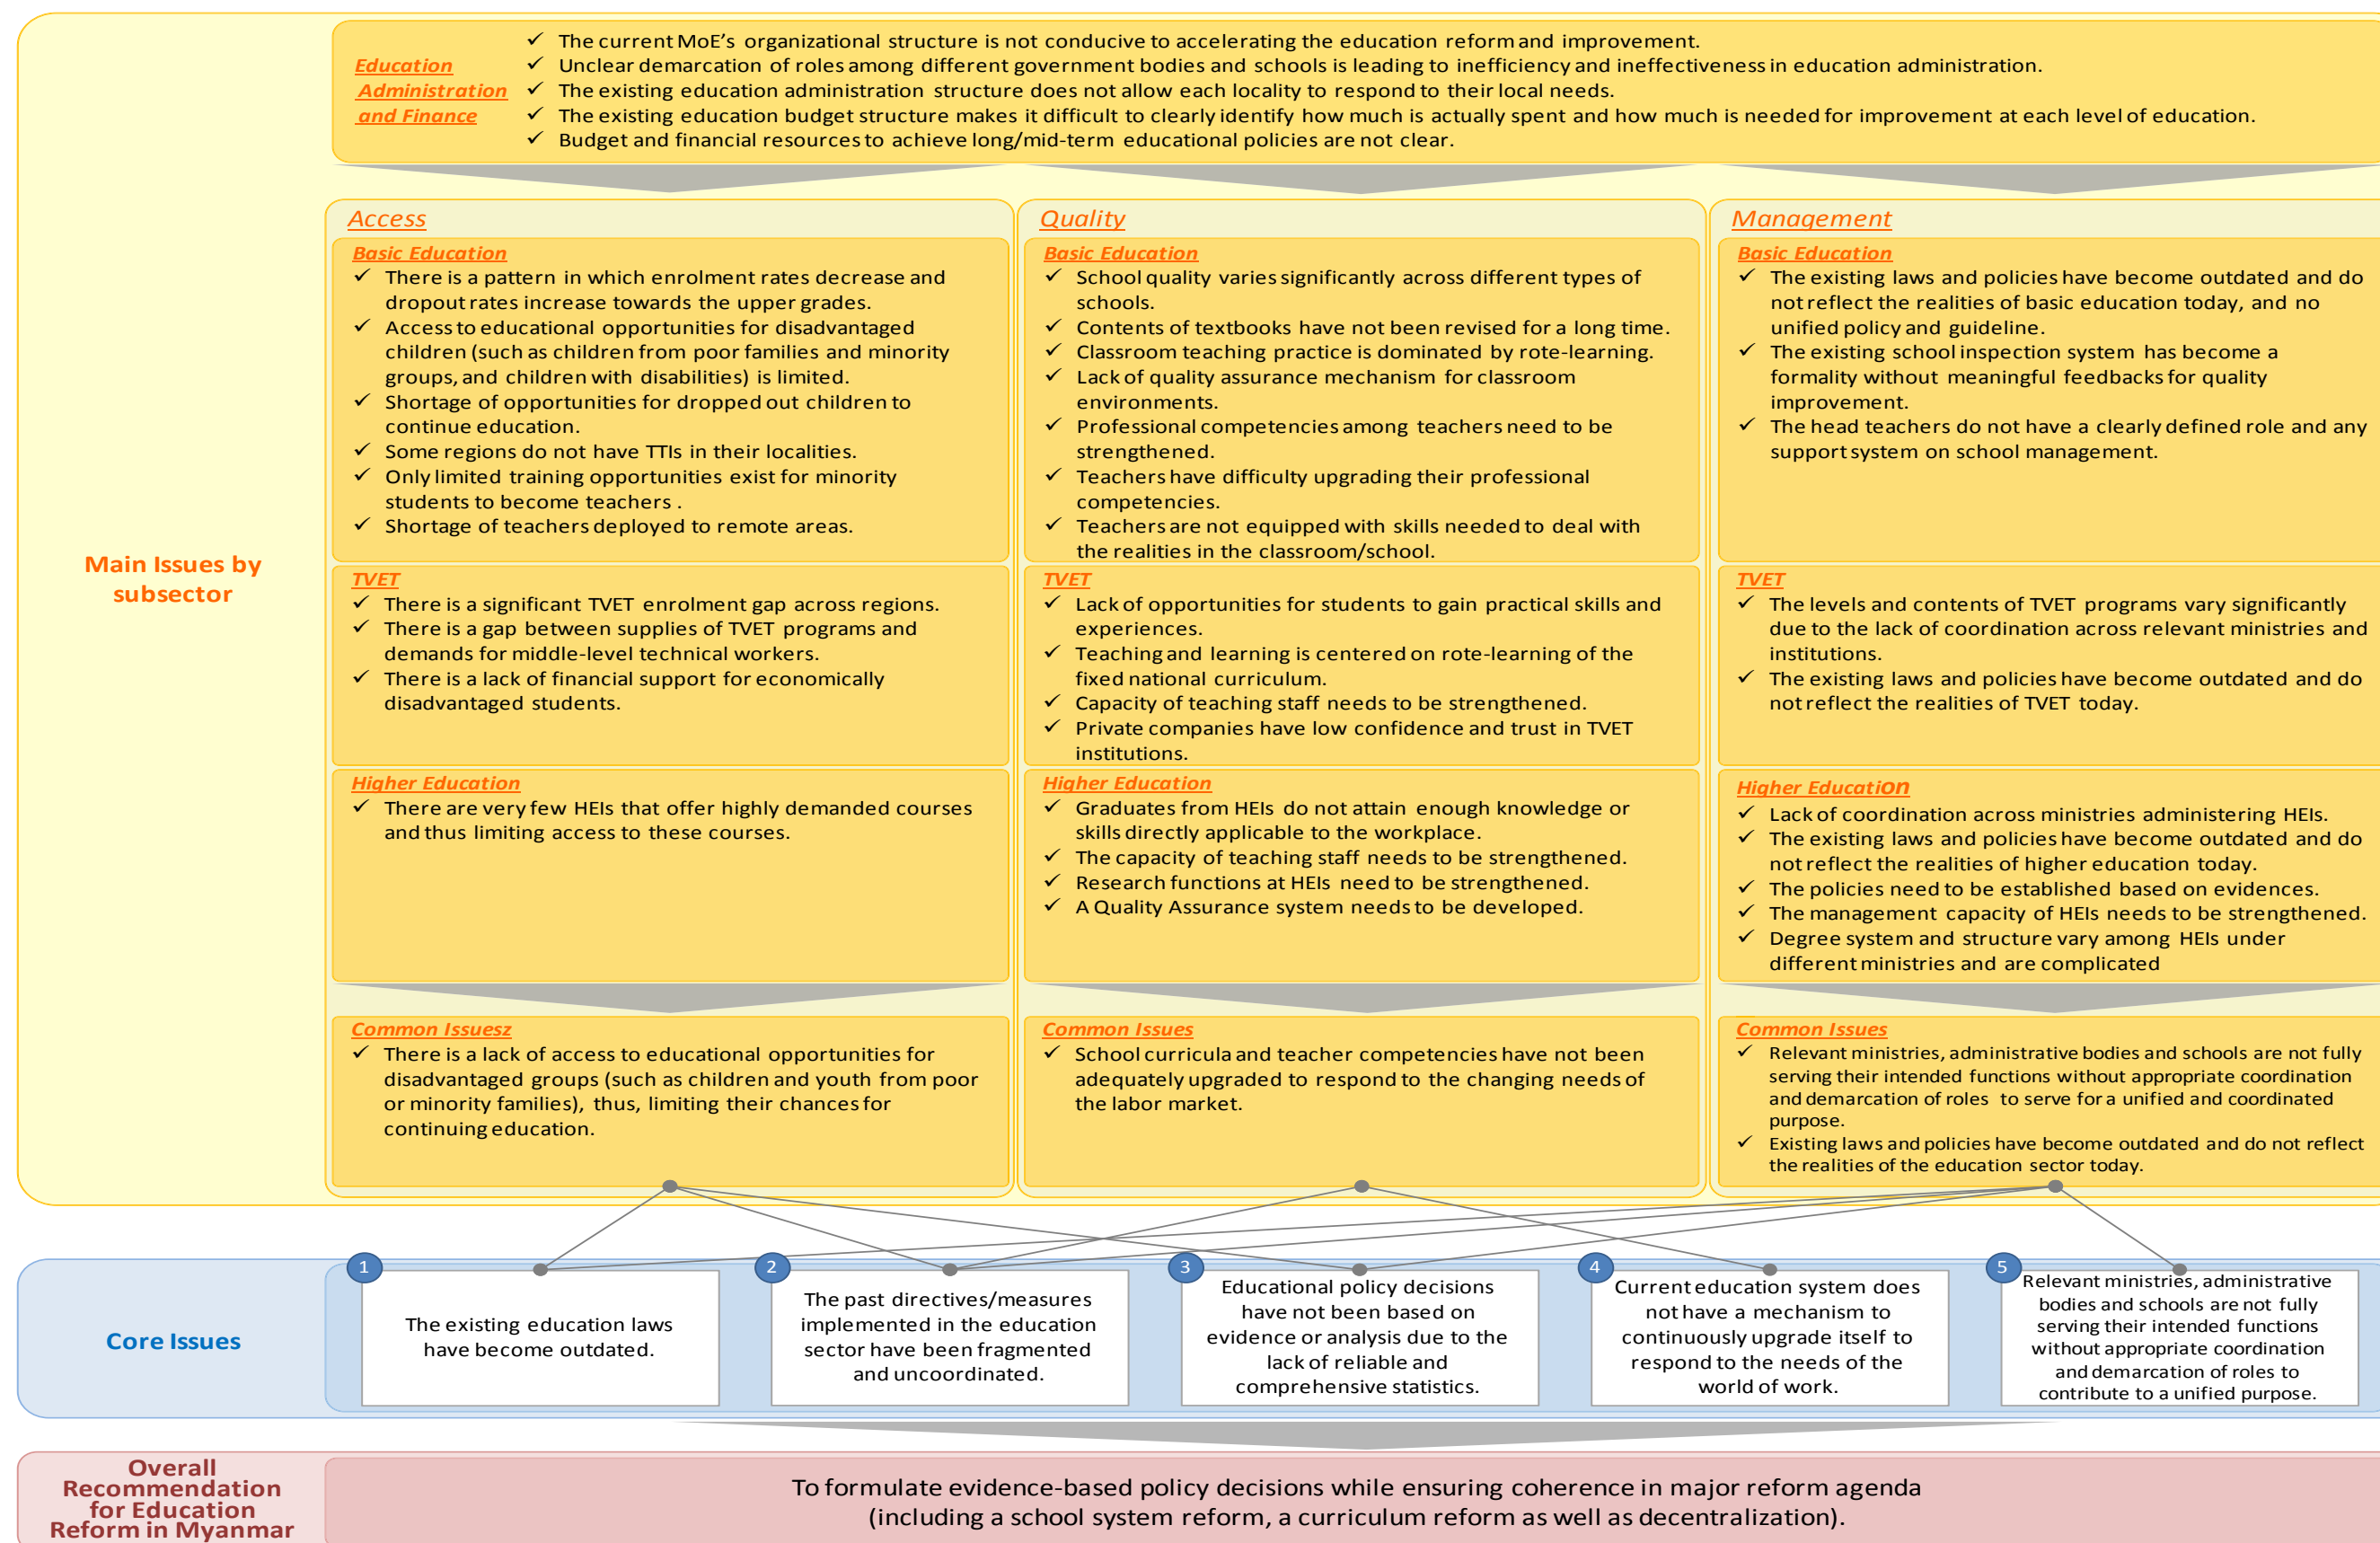 Education
Administration
and Finance
✓ The current MoE's organizational structure is not conducive to accelerating the education reform and improvement.
✓ Unclear demarcation of roles among different government bodies and schools is leading to inefficiency and ineffectiveness in education administration.
✓ The existing education administration structure does not allow each locality to respond to their local needs.
✓ The existing education budget structure makes it difficult to clearly identify how much is actually spent and how much is needed for improvement at each level of education.
✓ Budget and financial resources to achieve long/mid-term educational policies are not clear.
Main Issues by
subsector
Access
Basic Education
✓ There is a pattern in which enrolment rates decrease and
dropout rates increase towards the upper grades.
✓ Access to educational opportunities for disadvantaged
children (such as children from poor families and minority
groups, and children with disabilities) is limited.
✓ Shortage of opportunities for dropped out children to
continue education.
✓ Some regions do not have TTIs in their localities.
✓ Only limited training opportunities exist for minority
students to become teachers .
✓ Shortage of teachers deployed to remote areas.
TVET
✓ There is a significant TVET enrolment gap across regions.
✓ There is a gap between supplies of TVET programs and
demands for middle-level technical workers.
✓ There is a lack of financial support for economically
disadvantaged students.
Higher Education
✓ There are very few HEIs that offer highly demanded courses
and thus limiting access to these courses.
Common Issuesz
✓ There is a lack of access to educational opportunities for
disadvantaged groups (such as children and youth from poor
or minority families), thus, limiting their chances for
continuing education.
Quality
Basic Education
✓ School quality varies significantly across different types of
schools.
✓ Contents of textbooks have not been revised for a long time.
✓ Classroom teaching practice is dominated by rote-learning.
✓ Lack of quality assurance mechanism for classroom
environments.
✓ Professional competencies among teachers need to be
strengthened.
✓ Teachers have difficulty upgrading their professional
competencies.
✓ Teachers are not equipped with skills needed to deal with
the realities in the classroom/school.
TVET
✓ Lack of opportunities for students to gain practical skills and
experiences.
✓ Teaching and learning is centered on rote-learning of the
fixed national curriculum.
✓ Capacity of teaching staff needs to be strengthened.
✓ Private companies have low confidence and trust in TVET
institutions.
Higher Education
✓ Graduates from HEIs do not attain enough knowledge or
skills directly applicable to the workplace.
✓ The capacity of teaching staff needs to be strengthened.
✓ Research functions at HEIs need to be strengthened.
✓ A Quality Assurance system needs to be developed.
Common Issues
✓ School curricula and teacher competencies have not been
adequately upgraded to respond to the changing needs of
the labor market.
Management
Basic Education
✓ The existing laws and policies have become outdated and do
not reflect the realities of basic education today, and no
unified policy and guideline.
✓ The existing school inspection system has become a
formality without meaningful feedbacks for quality
improvement.
✓ The head teachers do not have a clearly defined role and any
support system on school management.
TVET
✓ The levels and contents of TVET programs vary significantly
due to the lack of coordination across relevant ministries and
institutions.
✓ The existing laws and policies have become outdated and do
not reflect the realities of TVET today.
Higher Education
✓ Lack of coordination across ministries administering HEIs.
✓ The existing laws and policies have become outdated and do
not reflect the realities of higher education today.
✓ The policies need to be established based on evidences.
✓ The management capacity of HEIs needs to be strengthened.
✓ Degree system and structure vary among HEIs under
different ministries and are complicated
Common Issues
✓ Relevant ministries, administrative bodies and schools are not fully
serving their intended functions without appropriate coordination
and demarcation of roles to serve for a unified and coordinated
purpose.
✓ Existing laws and policies have become outdated and do not reflect
the realities of the education sector today.
Core Issues
1
The existing education laws
have become outdated.
2
The past directives/measures
implemented in the education
sector have been fragmented
and uncoordinated.
3
Educational policy decisions
have not been based on
evidence or analysis due to the
lack of reliable and
comprehensive statistics.
4
Current education system does
not have a mechanism to
continuously upgrade itself to
respond to the needs of the
world of work.
5
Relevant ministries, administrative
bodies and schools are not fully
serving their intended functions
without appropriate coordination
and demarcation of roles to
contribute to a unified purpose.
Overall
Recommendation
for Education
Reform in Myanmar
To formulate evidence-based policy decisions while ensuring coherence in major reform agenda
(including a school system reform, a curriculum reform as well as decentralization).